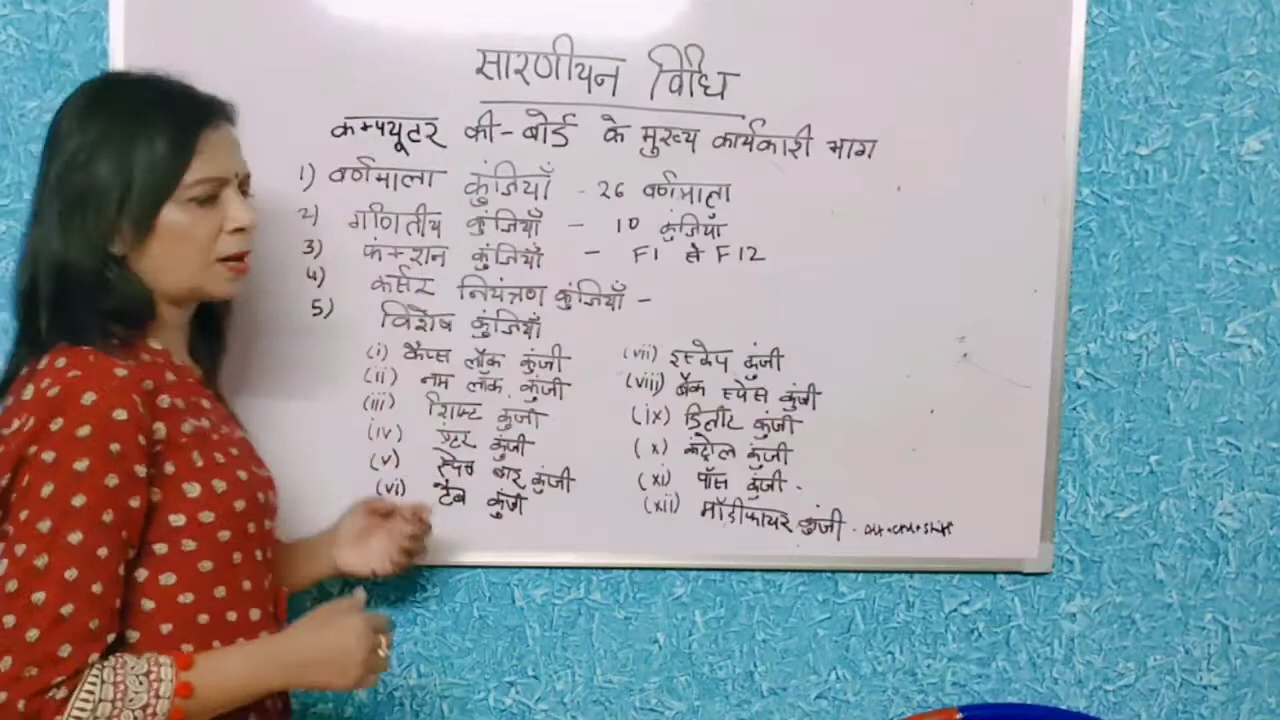 सारणीयन विधि
कम्प्यूटर की-बोर्ड के मुख्य कार्यकारी भाग
1) वर्णमाला कुंजियाँ - 26 वर्णमाला
2) गणितीय कुंजियाँ - 10 कुंजियाँ
3) फंक्शन कुंजियाँ - F1 से F12
4) कर्सर नियंत्रण कुंजियाँ -
5) विशेष कुंजियाँ
(i) कैप्स लॉक कुंजी
(ii) नम लॉक कुंजी
(iii) शिफ्ट कुंजी
(iv) एंटर कुंजी
(v) स्पेस बार कुंजी
(vi) टैब कुंजी
(vii) इस्केप कुंजी
(viii) बैक स्पेस कुंजी
(ix) डिलीट कुंजी
(x) कंट्रोल कुंजी
(xi) पॉस कुंजी -
(xii) मॉडीफायर कुंजी -